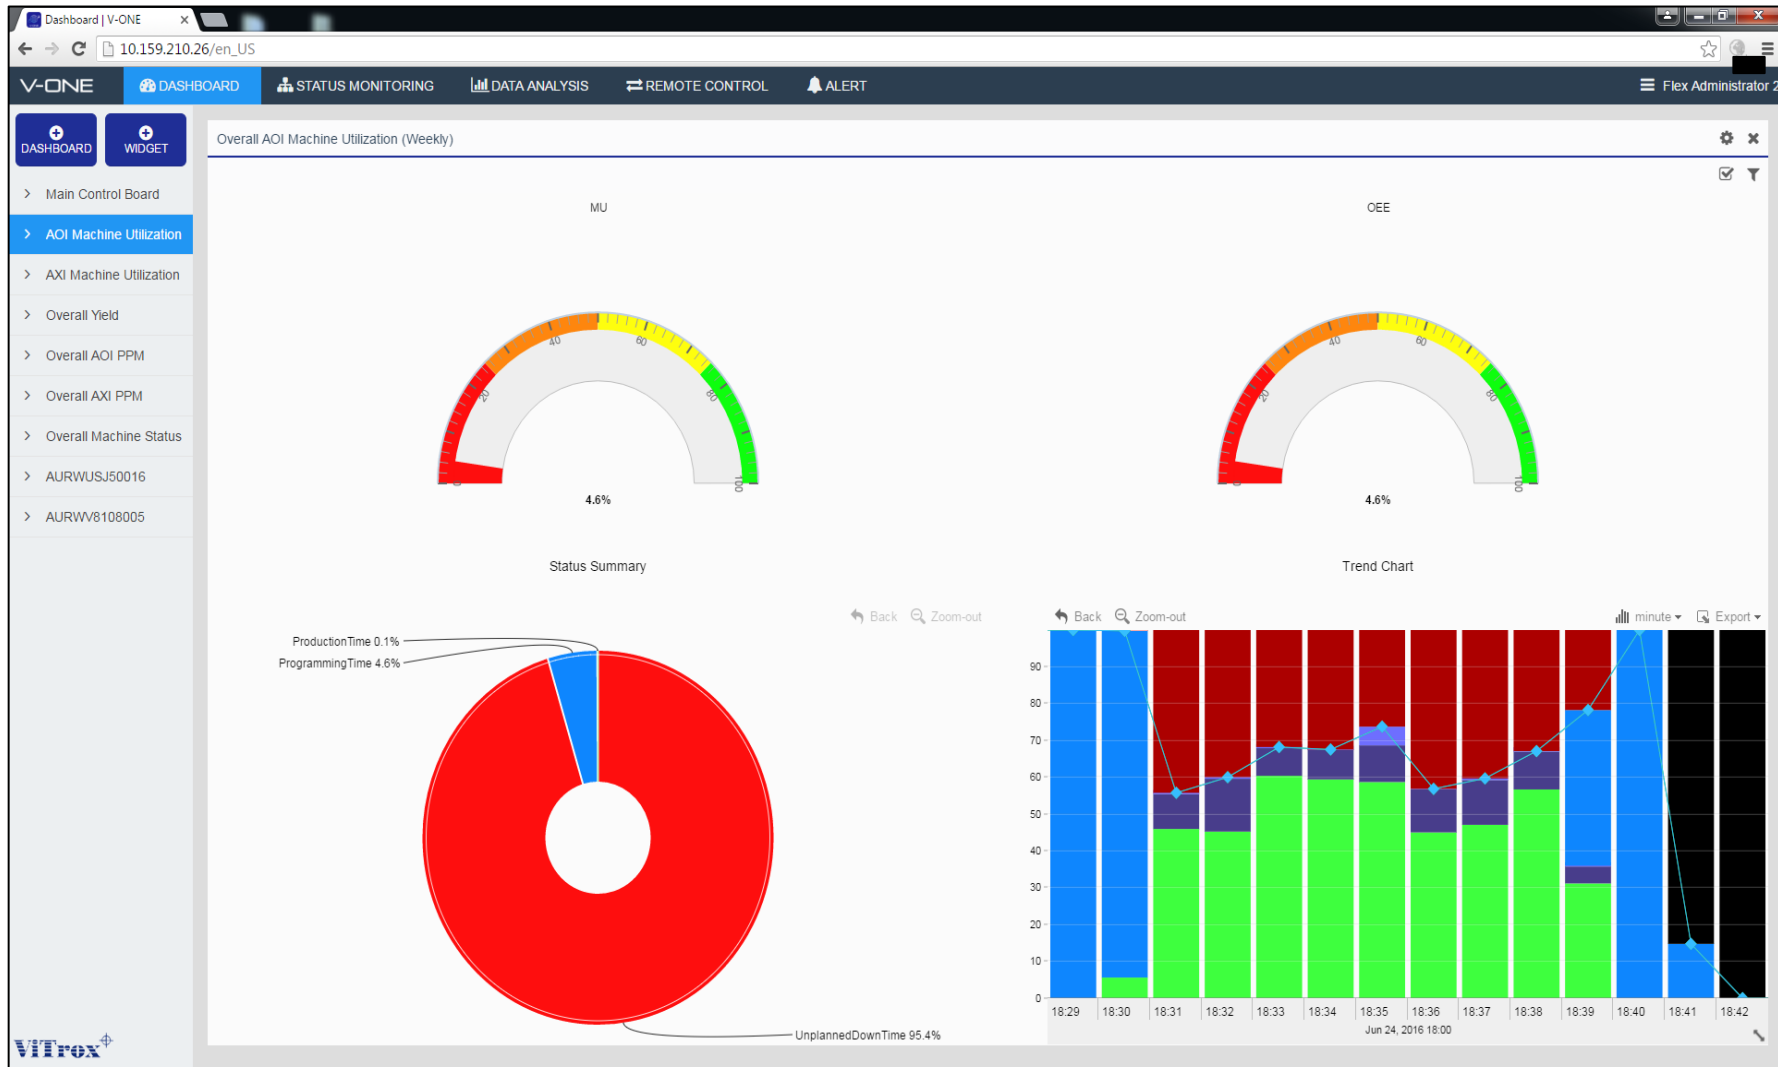 Dashboard | V-ONE
10.159.210.26/en_US
V-ONE DASHBOARD STATUS MONITORING DATA ANALYSIS REMOTE CONTROL ALERT Flex Administrator 2
DASHBOARD
WIDGET
Main Control Board
AOI Machine Utilization
AXI Machine Utilization
Overall Yield
Overall AOI PPM
Overall AXI PPM
Overall Machine Status
AURWUSJ50016
AURWV8108005
ViTrox
Overall AOI Machine Utilization (Weekly)
MU
0 20 40 60 80 100
4.6%
OEE
0 20 40 60 80 100
4.6%
Status Summary
Back Zoom-out
ProductionTime 0.1%
ProgrammingTime 4.6%
UnplannedDownTime 95.4%
Trend Chart
Back Zoom-out minute Export
90
80
70
60
50
40
30
20
10
0
18:29 18:30 18:31 18:32 18:33 18:34 18:35 18:36 18:37 18:38 18:39 18:40 18:41 18:42
Jun 24, 2016 18:00